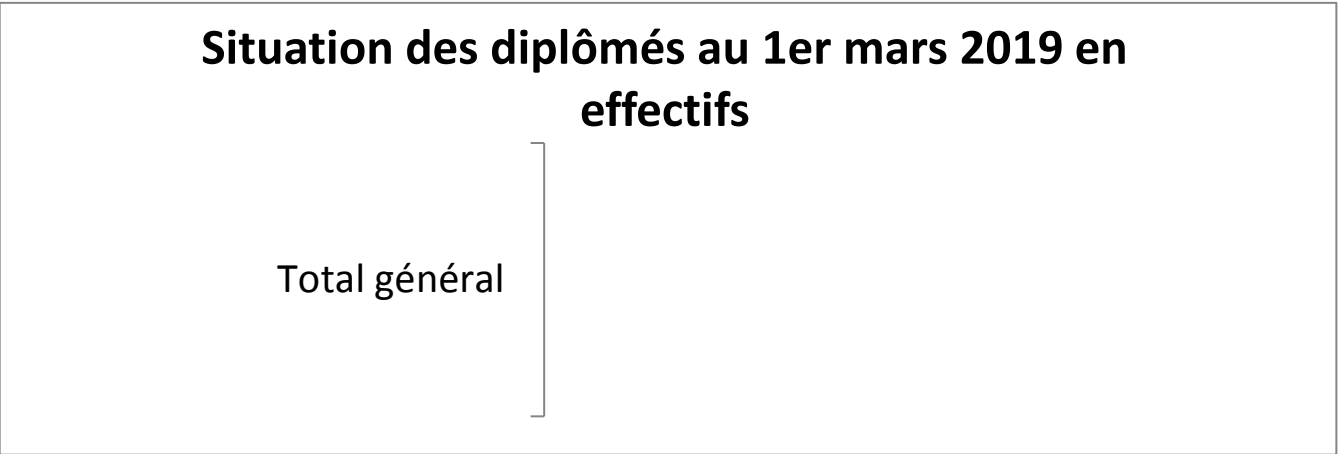 Situation des diplômés au 1er mars 2019 en
effectifs
Total général